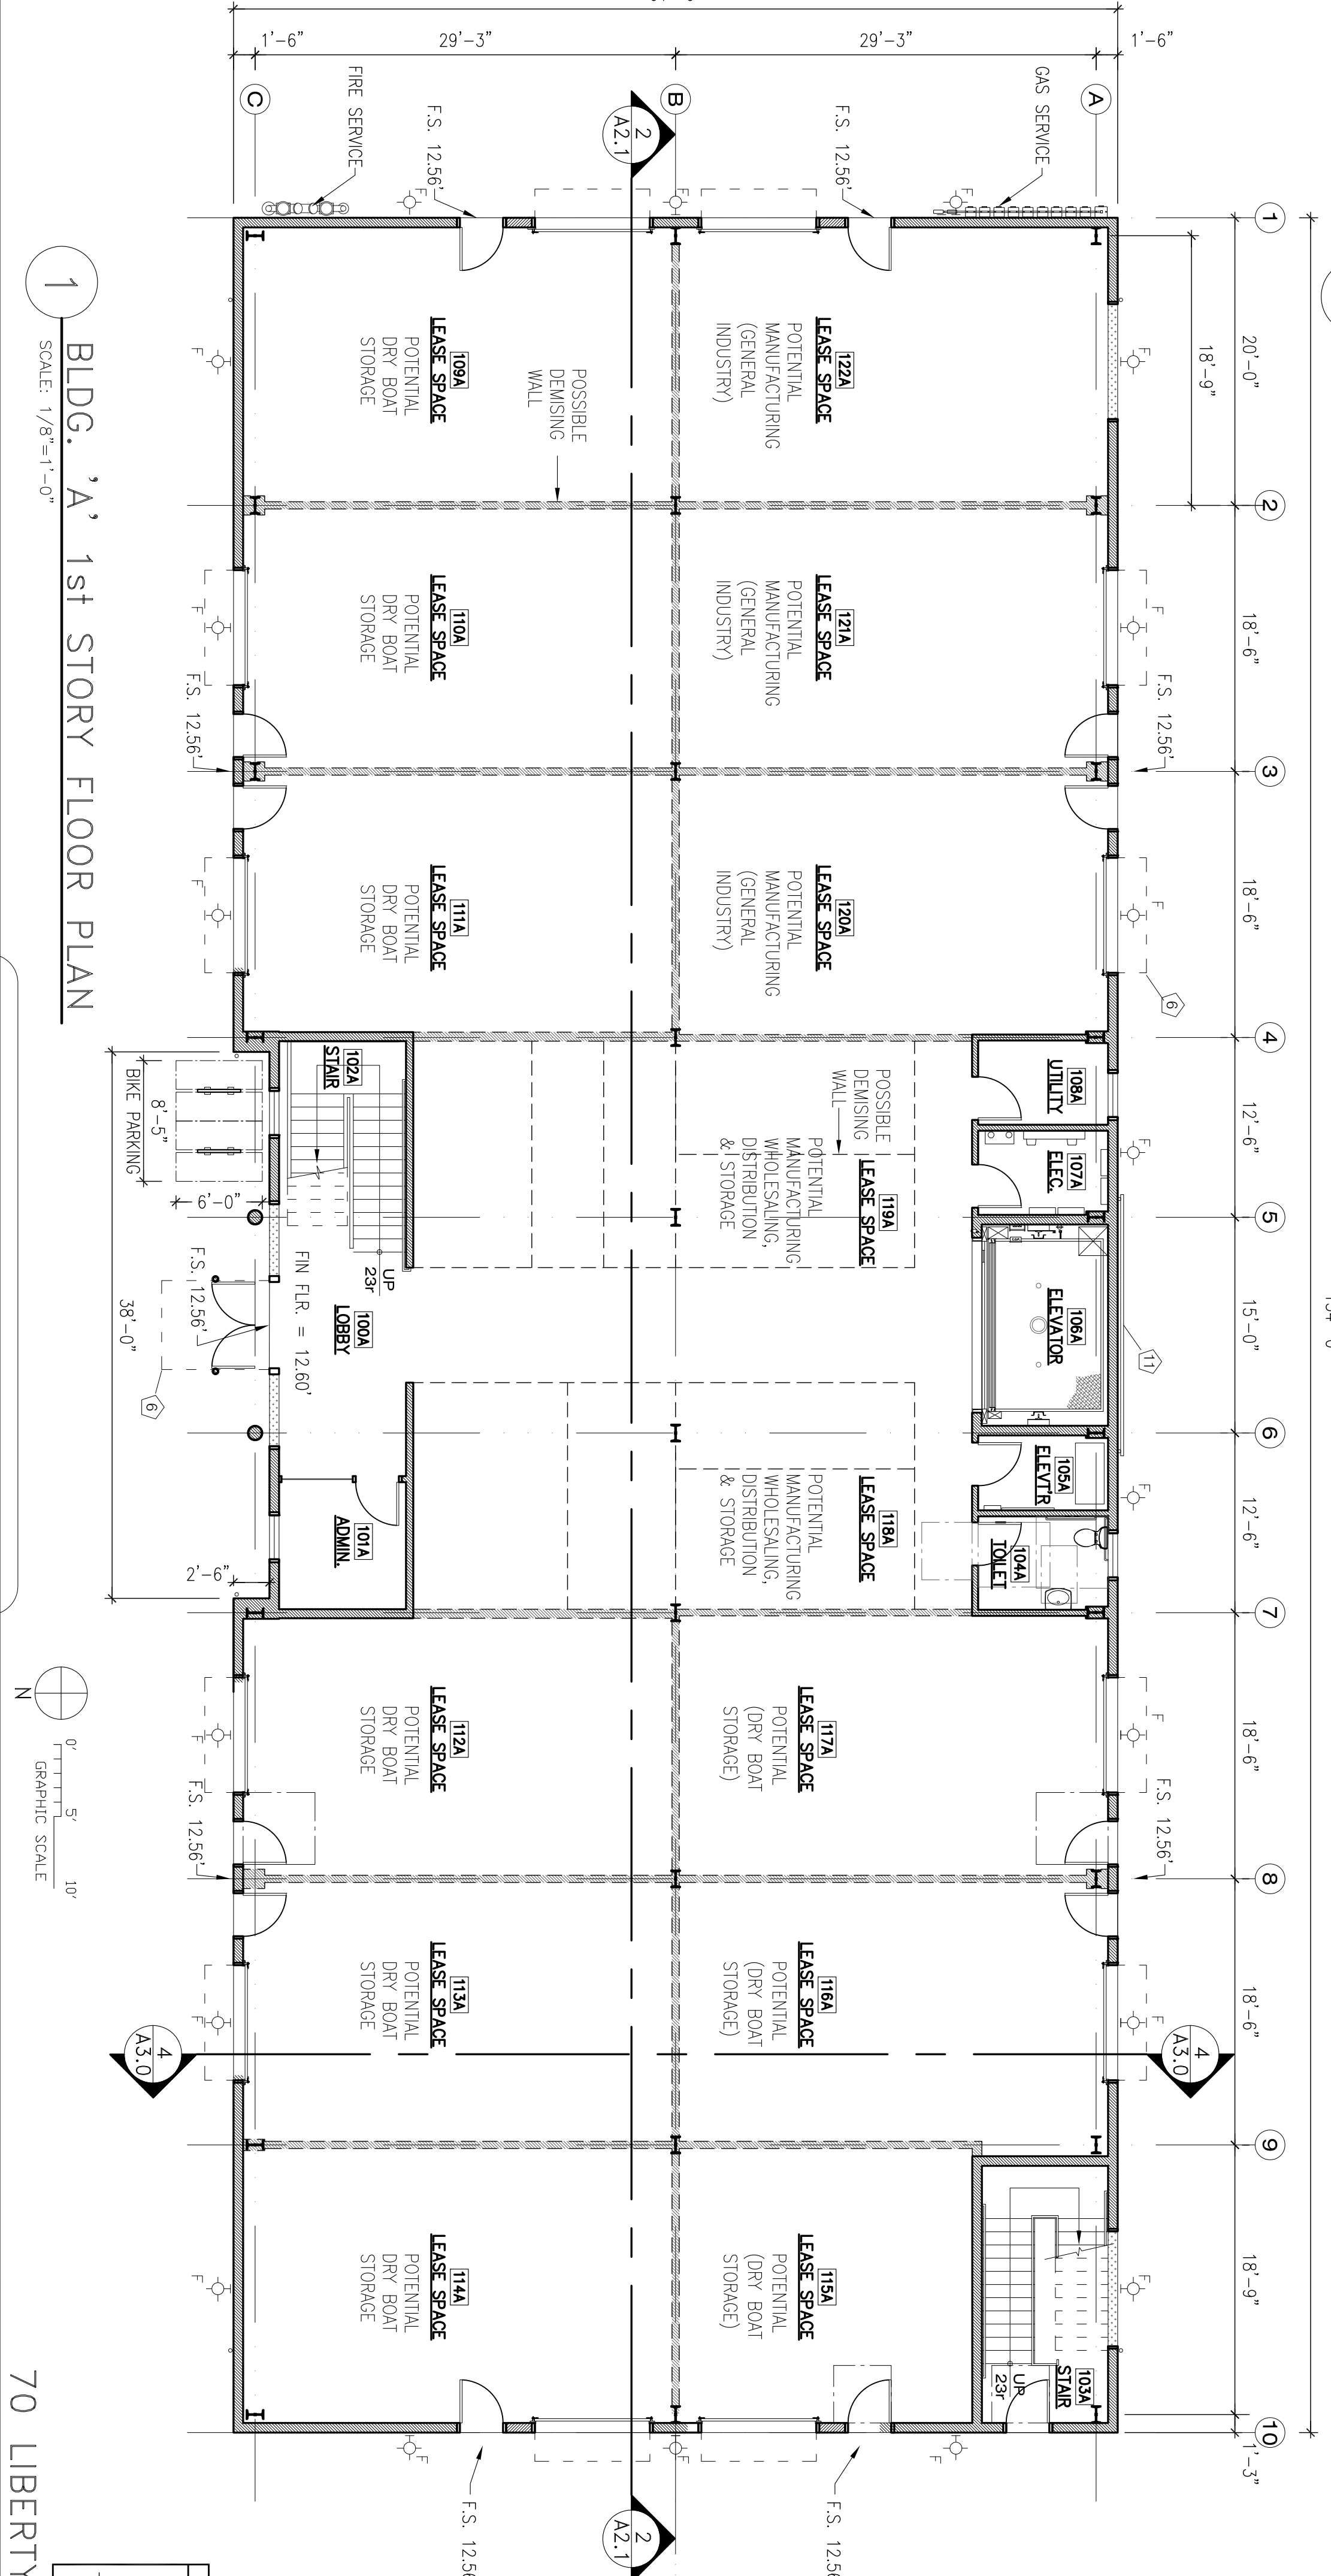 1'-6"
29'-3"
29'-3"
1'-6"
C
B
A
FIRE SERVICE
F.S. 12.56'
2
A2.1
F.S. 12.56'
GAS SERVICE
F
F
F
1
2
3
4
5
6
7
8
9
10
20'-0"
18'-9"
18'-6"
18'-6"
12'-6"
15'-0"
12'-6"
18'-6"
18'-6"
18'-9"
1'-3"
F
F
F
F
F
F
F
F
F.S. 12.56'
F.S. 12.56'
6
11
4
A3.0
122A
LEASE SPACE
POTENTIAL
MANUFACTURING
(GENERAL
INDUSTRY)
121A
LEASE SPACE
POTENTIAL
MANUFACTURING
(GENERAL
INDUSTRY)
120A
LEASE SPACE
POTENTIAL
MANUFACTURING
(GENERAL
INDUSTRY)
108A
UTILITY
107A
ELEC.
106A
ELEVATOR
105A
ELEVT'R
104A
TOILET
103A
STAIR
UP
23r
POSSIBLE
DEMISING
WALL
119A
LEASE SPACE
POTENTIAL
MANUFACTURING
WHOLESALING,
DISTRIBUTION
& STORAGE
118A
LEASE SPACE
POTENTIAL
MANUFACTURING
WHOLESALING,
DISTRIBUTION
& STORAGE
117A
LEASE SPACE
POTENTIAL
(DRY BOAT
STORAGE)
116A
LEASE SPACE
POTENTIAL
(DRY BOAT
STORAGE)
115A
LEASE SPACE
POTENTIAL
(DRY BOAT
STORAGE)
POSSIBLE
DEMISING
WALL
109A
LEASE SPACE
POTENTIAL
DRY BOAT
STORAGE
110A
LEASE SPACE
POTENTIAL
DRY BOAT
STORAGE
111A
LEASE SPACE
POTENTIAL
DRY BOAT
STORAGE
102A
STAIR
UP
23r
100A
LOBBY
FIN FLR. = 12.60'
101A
ADMIN.
112A
LEASE SPACE
POTENTIAL
DRY BOAT
STORAGE
113A
LEASE SPACE
POTENTIAL
DRY BOAT
STORAGE
114A
LEASE SPACE
POTENTIAL
DRY BOAT
STORAGE
F
F
F
F.S. 12.56
F.S. 12.56
2
A2.1
F
F
F
F.S. 12.56'
8'-5"
BIKE PARKING
6'-0"
F.S. 12.56'
6
38'-0"
2'-6"
F
F.S. 12.56'
F
F
4
A3.0
1
BLDG. 'A' 1st STORY FLOOR PLAN
SCALE: 1/8"=1'-0"
N
0'
5'
10'
GRAPHIC SCALE
70 LIBERTY